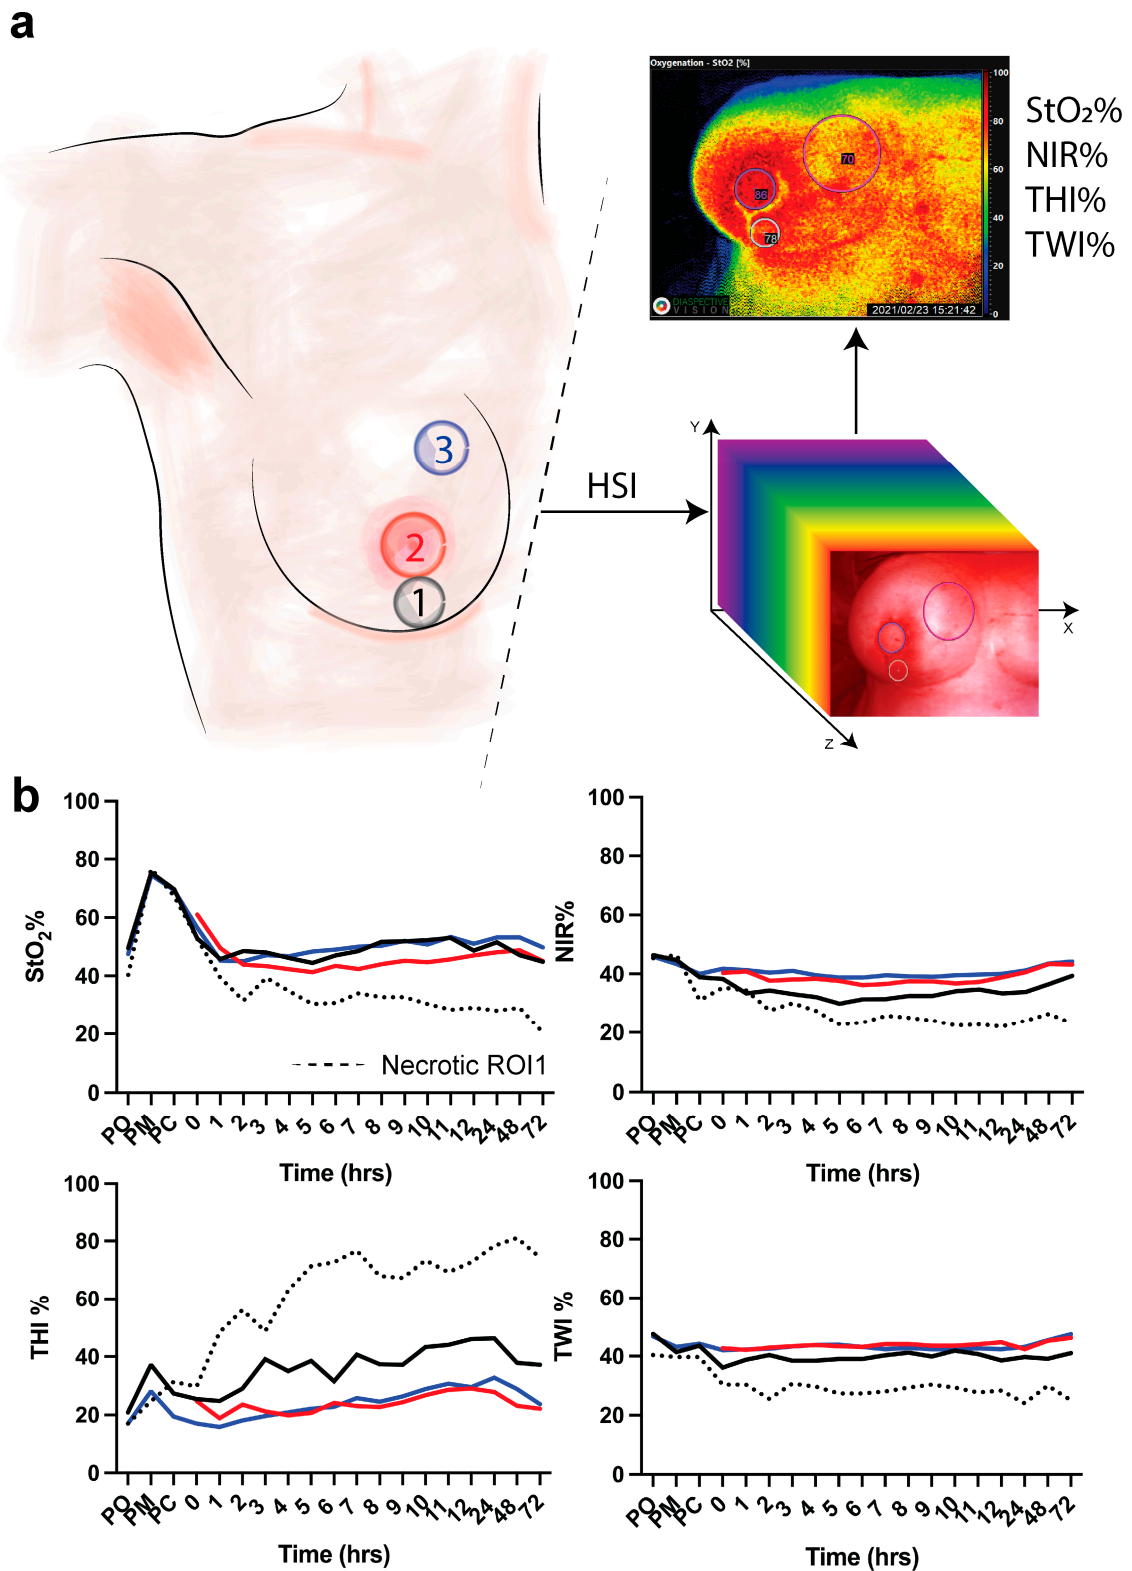 a
Oxygenation - StO2 [%]
100
80
60
40
20
0
70
86
78
DIASPECTIVE
VISION
2021/02/23 15:21:42
StO₂%
NIR%
THI%
TWI%
3
2
1
HSI
Y
X
Z
b
100
80
60
40
20
0
StO₂%
Necrotic ROI1
PO PM PC 0 1 2 3 4 5 6 7 8 9 10 11 12 24 48 72
Time (hrs)
100
80
60
40
20
0
NIR%
PO PM PC 0 1 2 3 4 5 6 7 8 9 10 11 12 24 48 72
Time (hrs)
100
80
60
40
20
0
THI %
PO PM PC 0 1 2 3 4 5 6 7 8 9 10 11 12 24 48 72
Time (hrs)
100
80
60
40
20
0
TWI %
PO PM PC 0 1 2 3 4 5 6 7 8 9 10 11 12 24 48 72
Time (hrs)